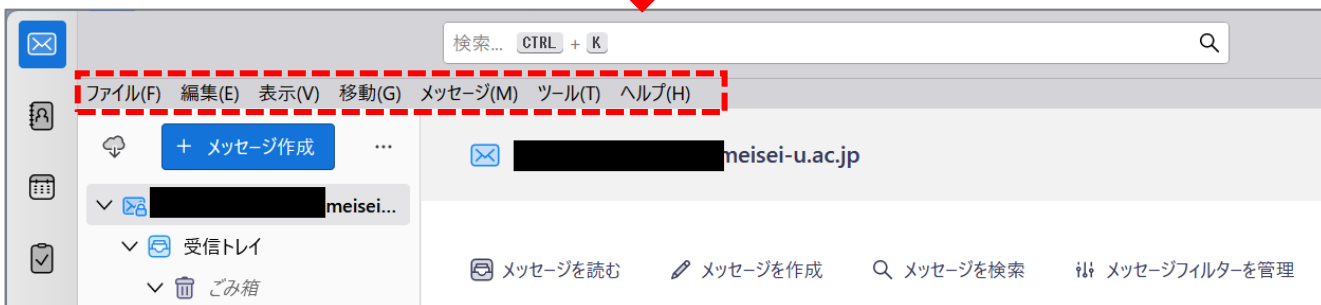 検索... CTRL + K
ファイル(F) 編集(E) 表示(V) 移動(G) メッセージ(M) ツール(T) ヘルプ(H)
+ メッセージ作成 ...
meisei-u.ac.jp
meisei...
受信トレイ
ごみ箱
メッセージを読む メッセージを作成 メッセージを検索 メッセージフィルターを管理